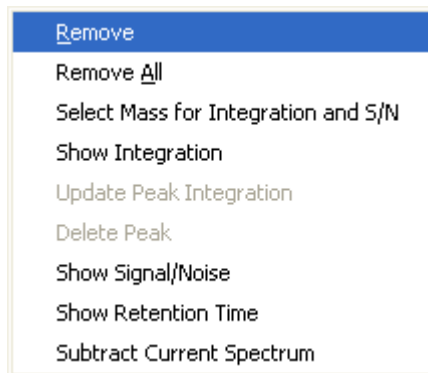 Remove
Remove All
Select Mass for Integration and S/N
Show Integration
Update Peak Integration
Delete Peak
Show Signal/Noise
Show Retention Time
Subtract Current Spectrum